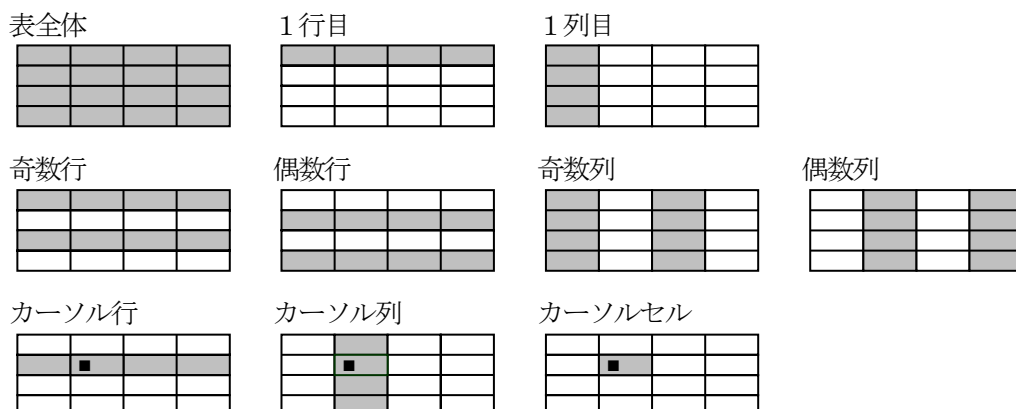 表全体 １行目 １列目
奇数行 偶数行 奇数列 偶数列
カーソル行 カーソル列 カーソルセル